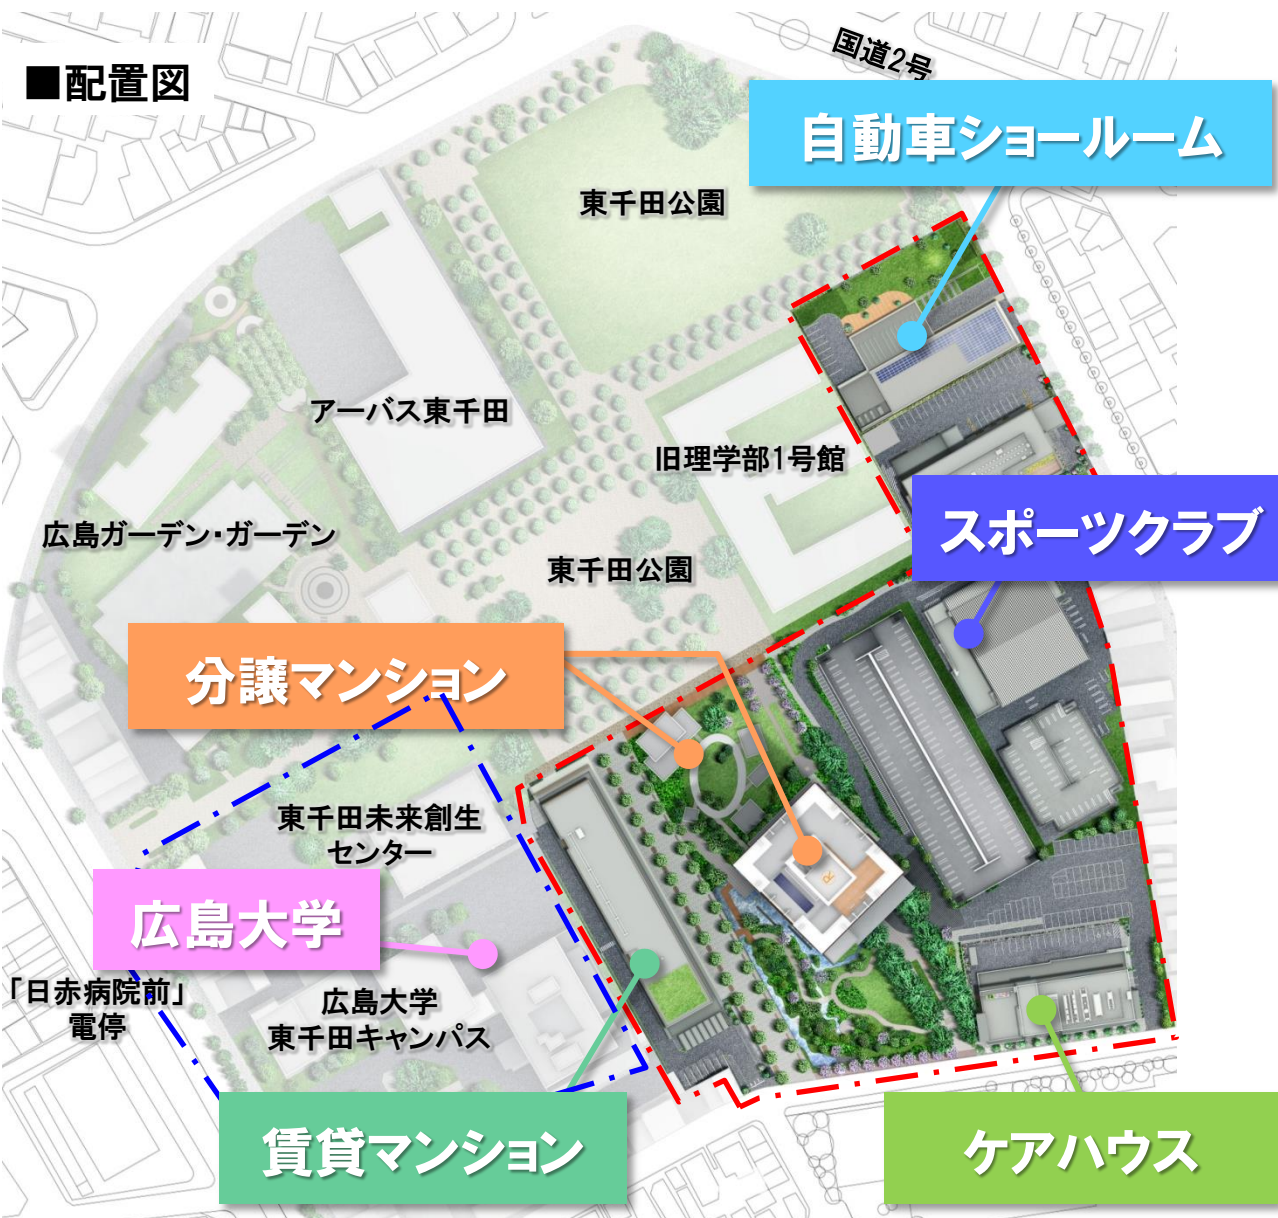 ■配置図
国道2号
自動車ショールーム
東千田公園
アーバス東千田
旧理学部1号館
スポーツクラブ
広島ガーデン・ガーデン
東千田公園
分譲マンション
東千田未来創生
センター
広島大学
「日赤病院前」
電停
広島大学
東千田キャンパス
賃貸マンション
ケアハウス